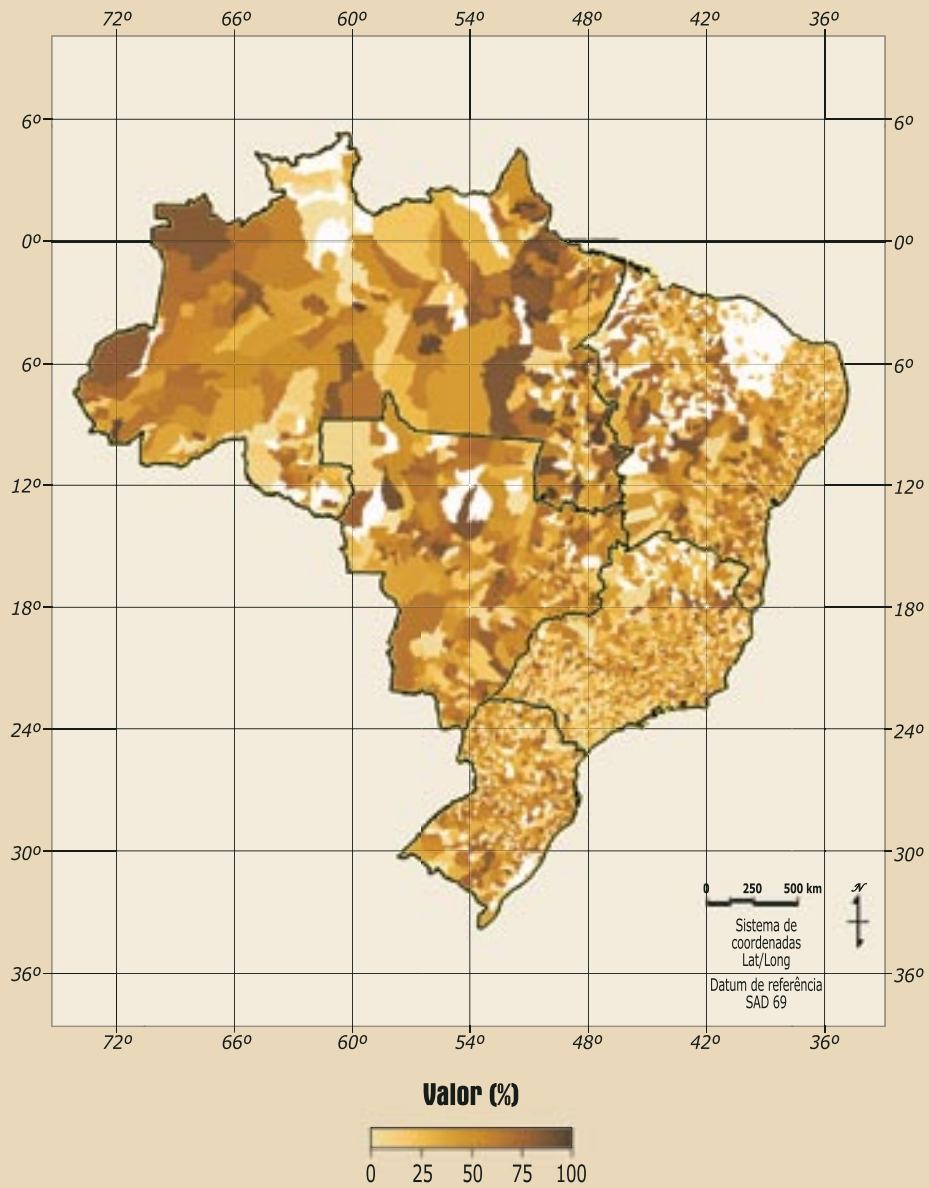 72º 66º 60º 54º 48º 42º 36º
6º 6º
0º 0º
6º 6º
12º 12º
18º 18º
24º 24º
30º 30º
0 250 500 km
N
Sistema de
coordenadas
Lat/Long
36º 36º
Datum de referência
SAD 69
72º 66º 60º 54º 48º 42º 36º
Valor (%)
0 25 50 75 100